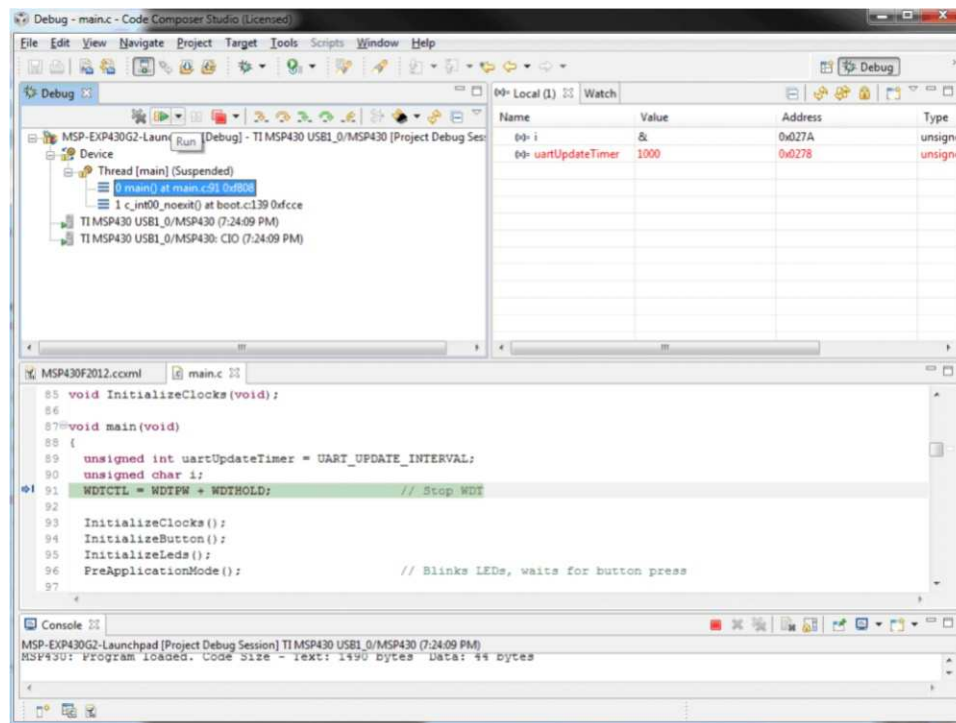 Debug - main.c - Code Composer Studio (Licensed)
File Edit View Navigate Project Target Tools Scripts Window Help
Debug
Debug
Local (1) Watch
Run
MSP-EXP430G2-Launc [Debug] - TI MSP430 USB1_0/MSP430 [Project Debug Ses
Device
Thread [main] (Suspended)
0 main() at main.c:91 0xf808
1 c_int00_noexit() at boot.c:139 0xfcce
TI MSP430 USB1_0/MSP430 (7:24:09 PM)
TI MSP430 USB1_0/MSP430: CIO (7:24:09 PM)
Name Value Address Type
i & 0x027A unsign
uartUpdateTimer 1000 0x0278 unsign
MSP430F2012.ccxml main.c
85 void InitializeClocks(void);
86
87 void main(void)
88 {
89 unsigned int uartUpdateTimer = UART_UPDATE_INTERVAL;
90 unsigned char i;
91 WDTCTL = WDTPW + WDTHOLD; // Stop WDT
92
93 InitializeClocks();
94 InitializeButton();
95 InitializeLeds();
96 PreApplicationMode(); // Blinks LEDs, waits for button press
97
Console
MSP-EXP430G2-Launchpad [Project Debug Session] TI MSP430 USB1_0/MSP430 (7:24:09 PM)
MSP430: Program loaded. Code Size - Text: 1490 bytes Data: 44 bytes